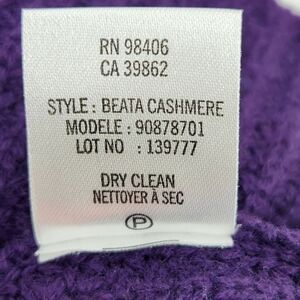 RN 98406
CA 39862
STYLE : BEATA CASHMERE
MODELE : 90878701
LOT NO : 139777
DRY CLEAN
NETTOYER À SEC
P